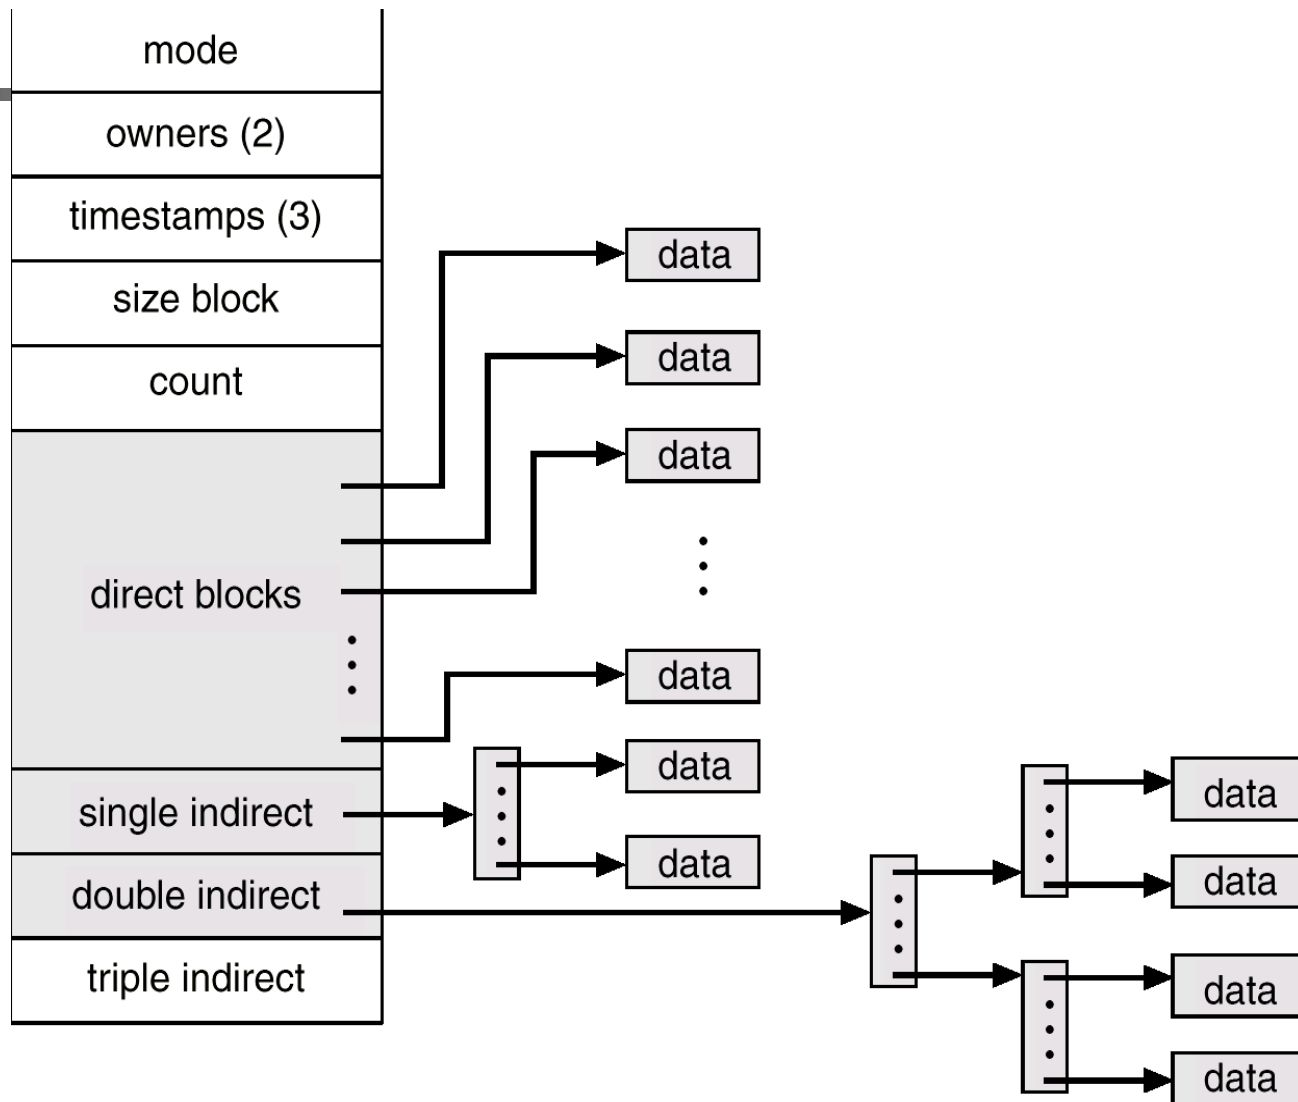 mode
owners (2)
timestamps (3)
size block
count
direct blocks
single indirect
double indirect
triple indirect
data
data
data
data
data
data
data
data
data
data